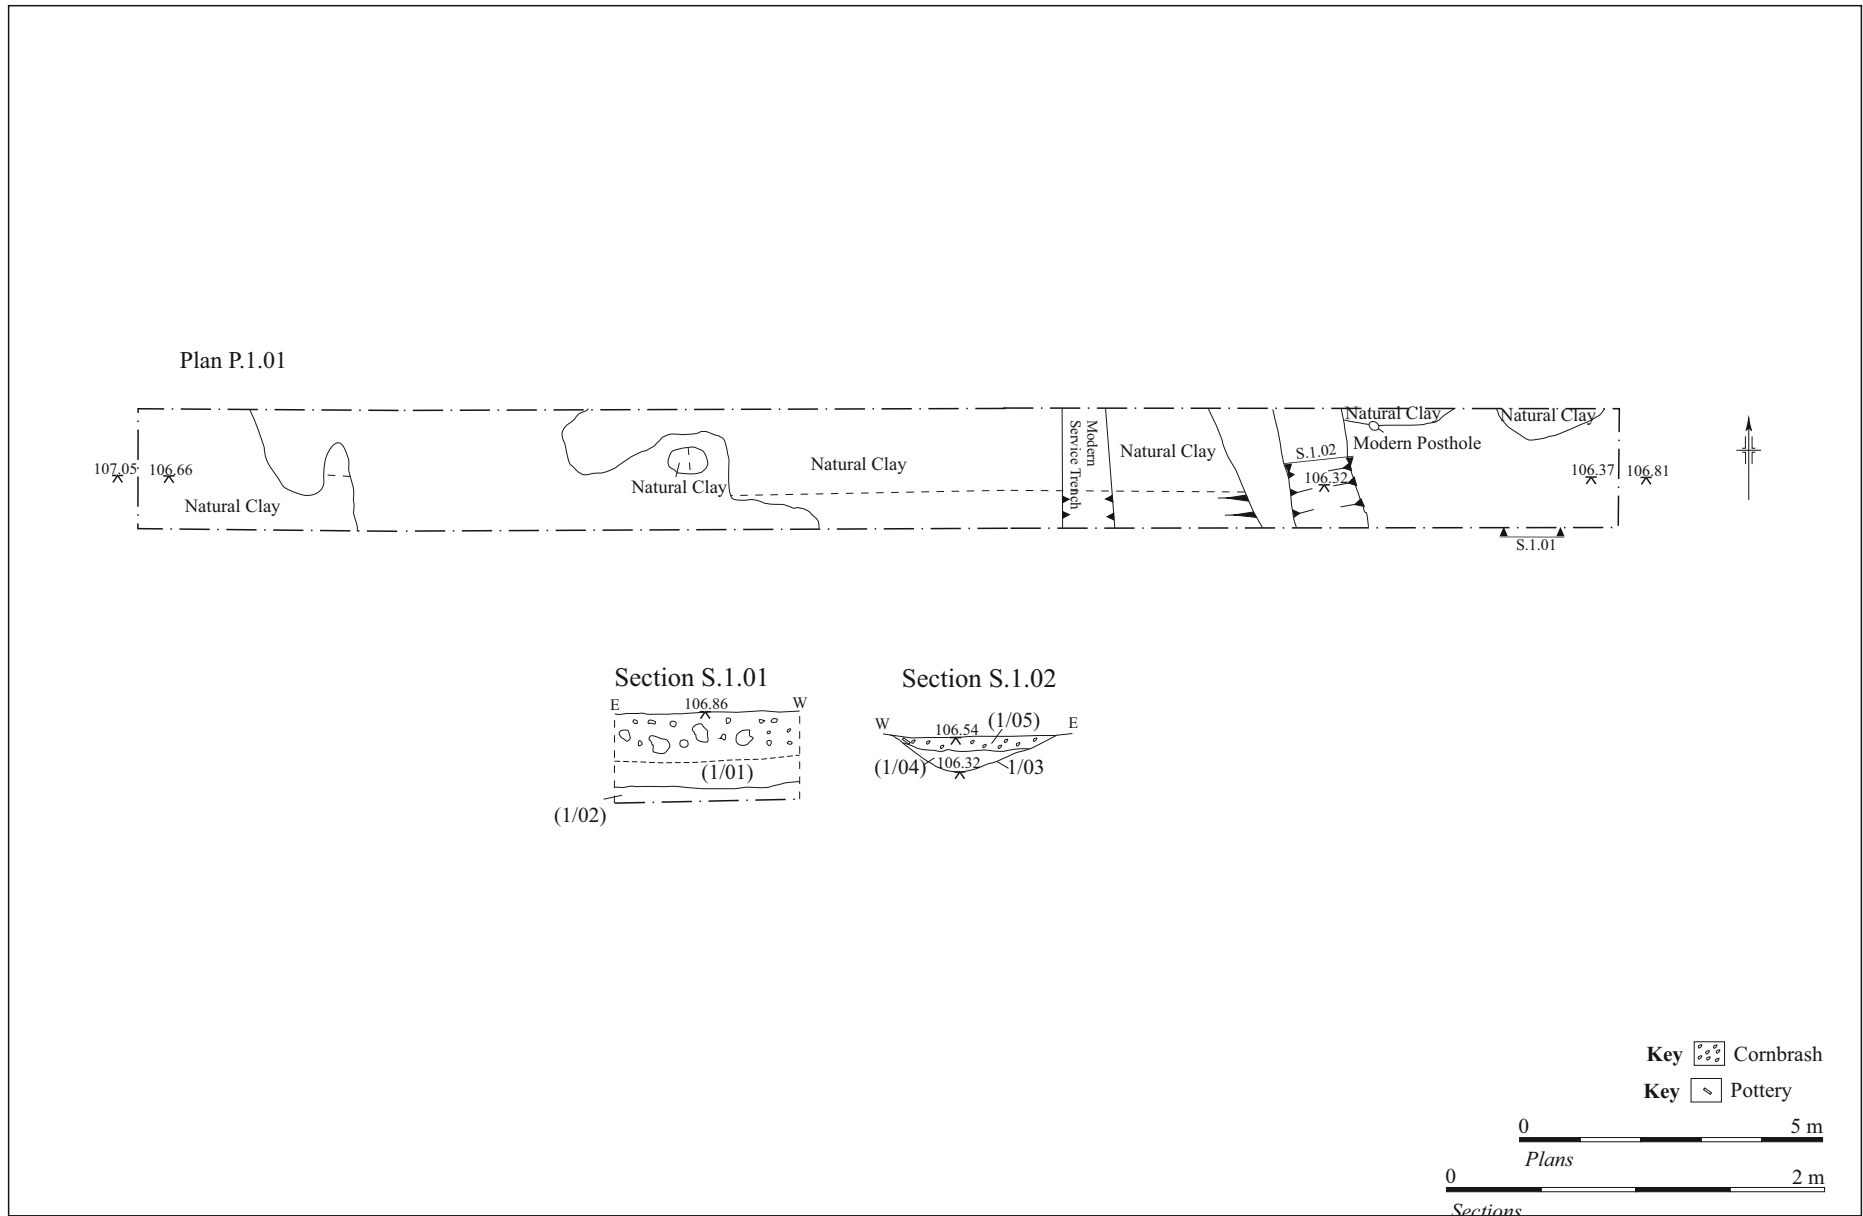 Plan P.1.01
107.05
106.66
Natural Clay
Natural Clay
Natural Clay
Modern
Service Trench
Natural Clay
S.1.02
106.32
Natural Clay
Modern Posthole
Natural Clay
106.37
106.81
S.1.01
Section S.1.01
E
106.86
W
(1/01)
(1/02)
Section S.1.02
W
106.54
(1/05)
E
(1/04)
106.32
1/03
Key Cornbrash
Key Pottery
0 5 m
Plans
0 2 m
Sections